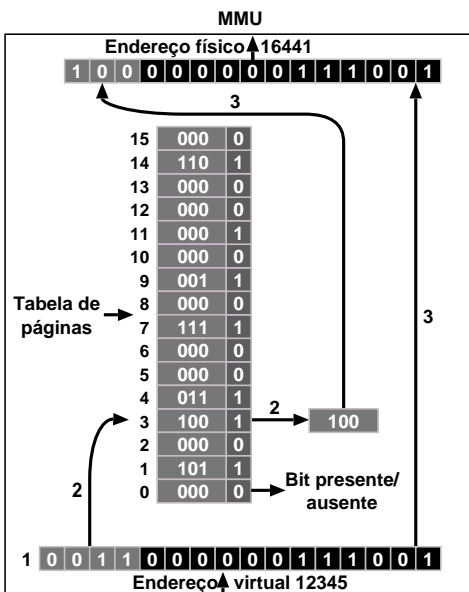 MMU
Endereço físico 16441
1 0 0 0 0 0 0 0 0 1 1 1 0 0 1
3
15 000 0
14 110 1
13 000 0
12 000 0
11 000 1
10 000 0
9 001 1
8 000 0
7 111 1
6 000 0
5 000 0
4 011 1
3 100 1
2 000 0
1 101 1
0 000 0
Tabela de
páginas
3
2
100
2
Bit presente/
ausente
1 0 0 1 1 0 0 0 0 0 0 1 1 1 0 0 1
Endereço virtual 12345